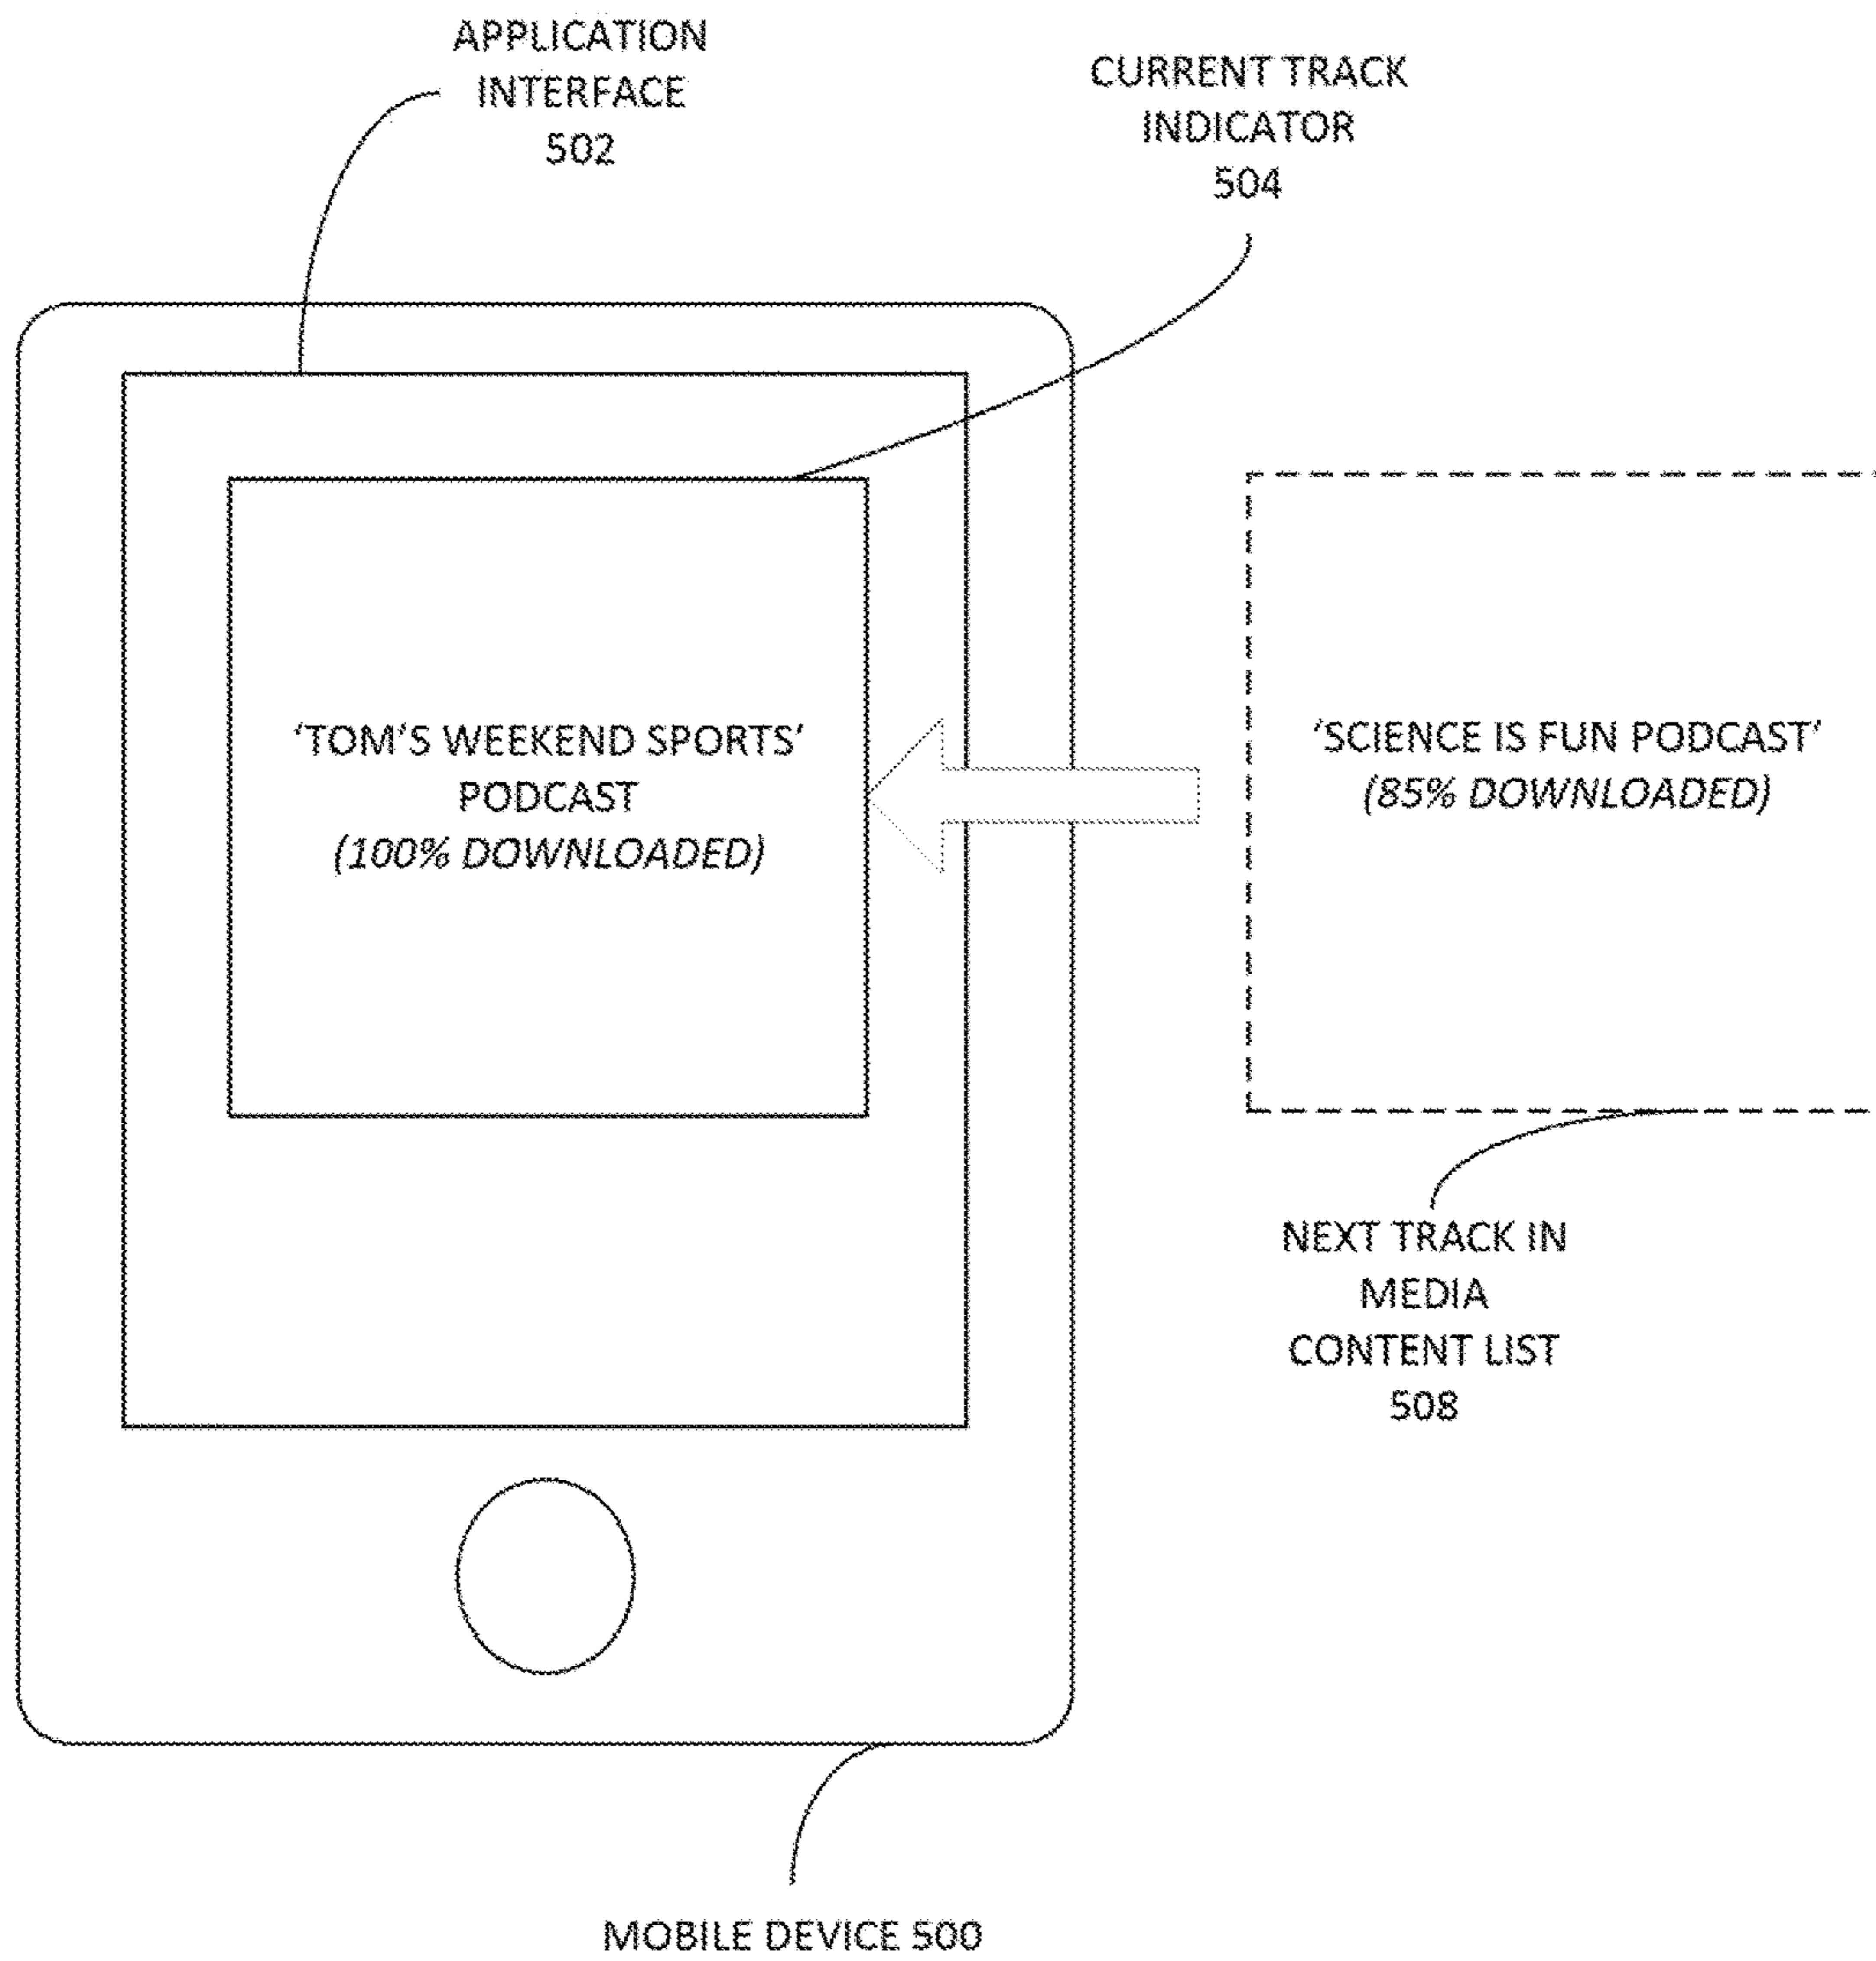 APPLICATION
INTERFACE
502
CURRENT TRACK
INDICATOR
504
'TOM'S WEEKEND SPORTS'
PODCAST
(100% DOWNLOADED)
'SCIENCE IS FUN PODCAST'
(85% DOWNLOADED)
NEXT TRACK IN
MEDIA
CONTENT LIST
508
MOBILE DEVICE 500